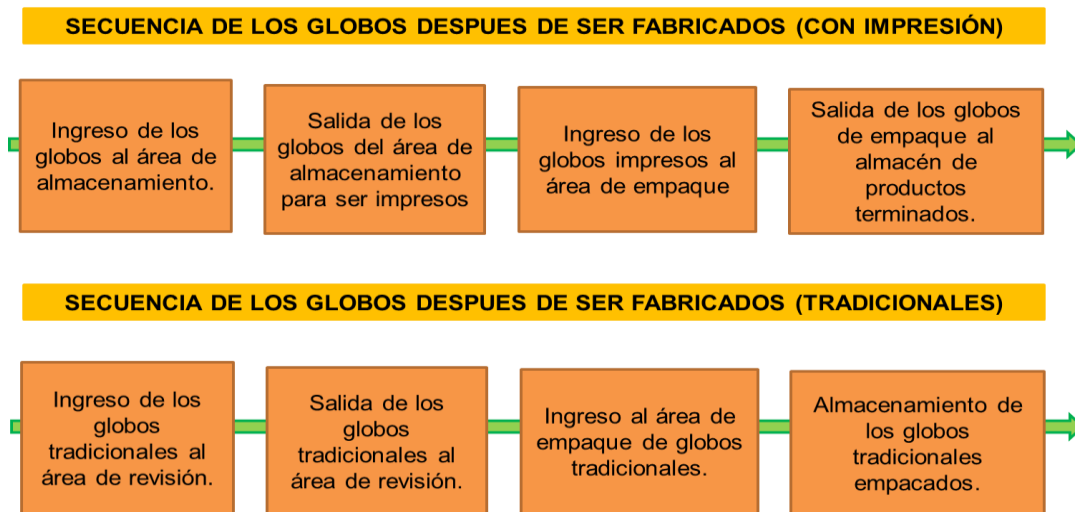 SECUENCIA DE LOS GLOBOS DESPUES DE SER FABRICADOS (CON IMPRESIÓN)
Ingreso de los
globos al área de
almacenamiento.
Salida de los
globos del área de
almacenamiento
para ser impresos
Ingreso de los
globos impresos al
área de empaque
Salida de los globos
de empaque al
almacén de
productos
terminados.
SECUENCIA DE LOS GLOBOS DESPUES DE SER FABRICADOS (TRADICIONALES)
Ingreso de los
globos
tradicionales al
área de revisión.
Salida de los
globos
tradicionales al
área de revisión.
Ingreso al área de
empaque de globos
tradicionales.
Almacenamiento de
los globos
tradicionales
empacados.